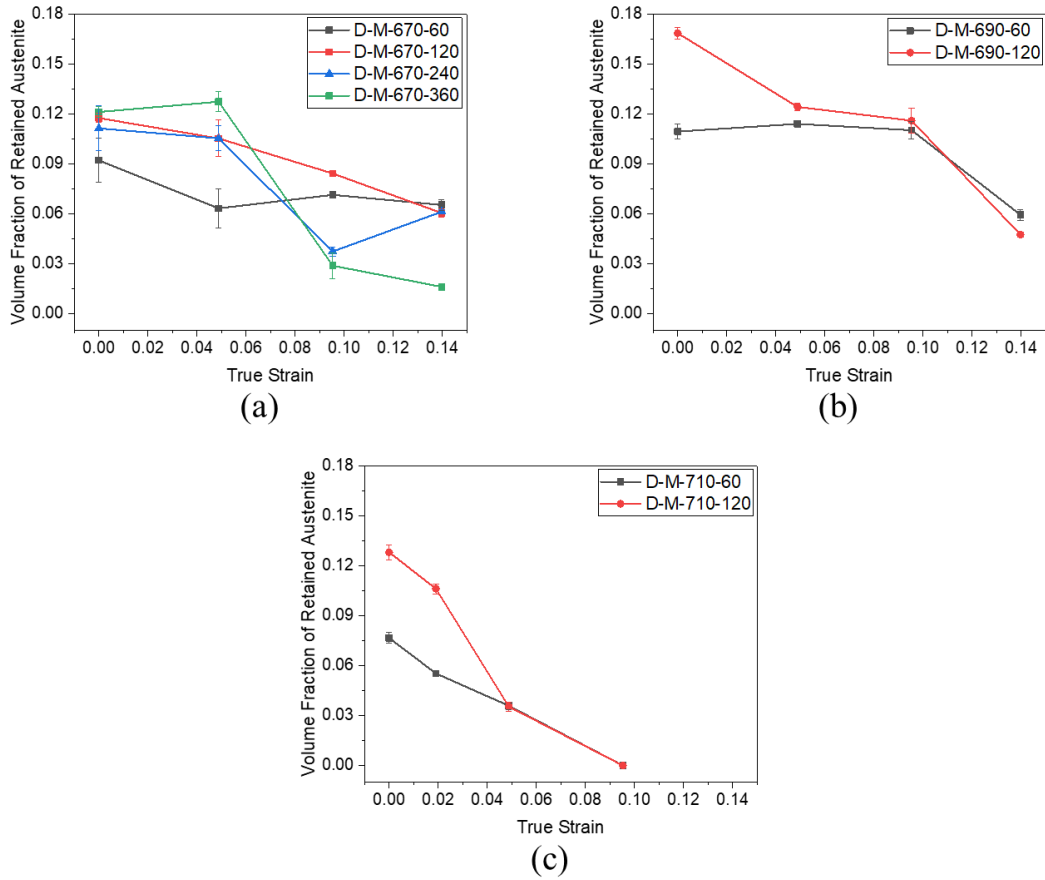 0.18
0.15
0.12
0.09
0.06
0.03
0.00
Volume Fraction of Retained Austenite
D-M-670-60
D-M-670-120
D-M-670-240
D-M-670-360
0.00 0.02 0.04 0.06 0.08 0.10 0.12 0.14
True Strain
(a)
0.18
0.15
0.12
0.09
0.06
0.03
0.00
Volume Fraction of Retained Austenite
D-M-690-60
D-M-690-120
0.00 0.02 0.04 0.06 0.08 0.10 0.12 0.14
True Strain
(b)
0.18
0.15
0.12
0.09
0.06
0.03
0.00
Volume Fraction of Retained Austenite
D-M-710-60
D-M-710-120
0.00 0.02 0.04 0.06 0.08 0.10 0.12 0.14
True Strain
(c)